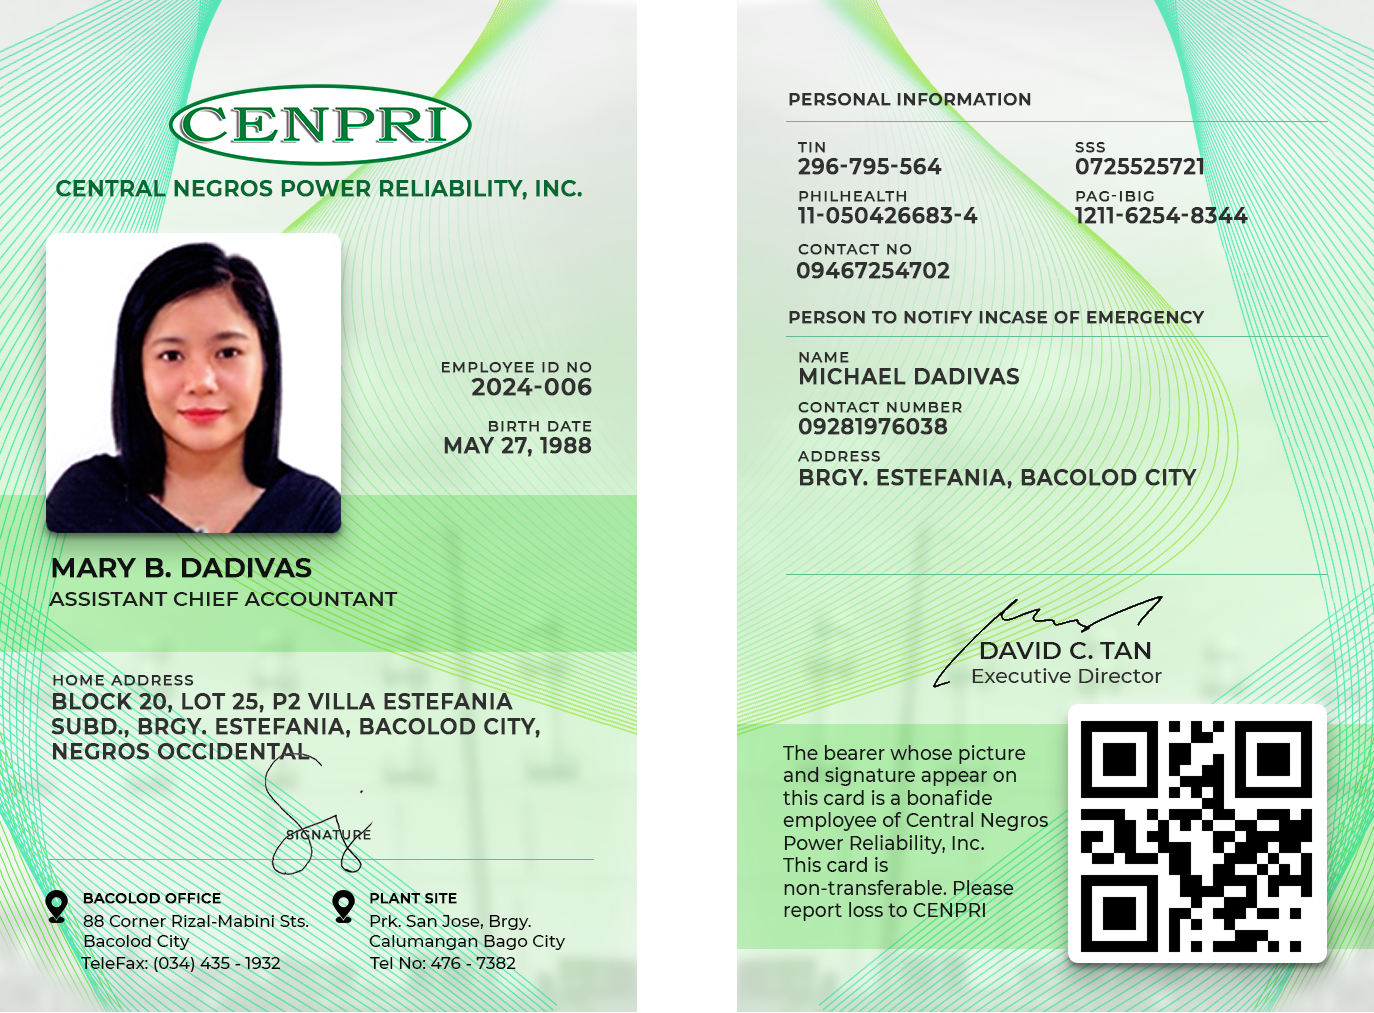 CENPRI
CENTRAL NEGROS POWER RELIABILITY, INC.
EMPLOYEE ID NO
2024-006
BIRTH DATE
MAY 27, 1988
MARY B. DADIVAS
ASSISTANT CHIEF ACCOUNTANT
HOME ADDRESS
BLOCK 20, LOT 25, P2 VILLA ESTEFANIA
SUBD., BRGY. ESTEFANIA, BACOLOD CITY,
NEGROS OCCIDENTAL
SIGNATURE
BACOLOD OFFICE
88 Corner Rizal-Mabini Sts.
Bacolod City
TeleFax: (034) 435 - 1932
PLANT SITE
Prk. San Jose, Brgy.
Calumangan Bago City
Tel No: 476 - 7382
PERSONAL INFORMATION
TIN
296-795-564
SSS
0725525721
PHILHEALTH
11-050426683-4
PAG-IBIG
1211-6254-8344
CONTACT NO
09467254702
PERSON TO NOTIFY INCASE OF EMERGENCY
NAME
MICHAEL DADIVAS
CONTACT NUMBER
09281976038
ADDRESS
BRGY. ESTEFANIA, BACOLOD CITY
DAVID C. TAN
Executive Director
The bearer whose picture
and signature appear on
this card is a bonafide
employee of Central Negros
Power Reliability, Inc.
This card is
non-transferable. Please
report loss to CENPRI